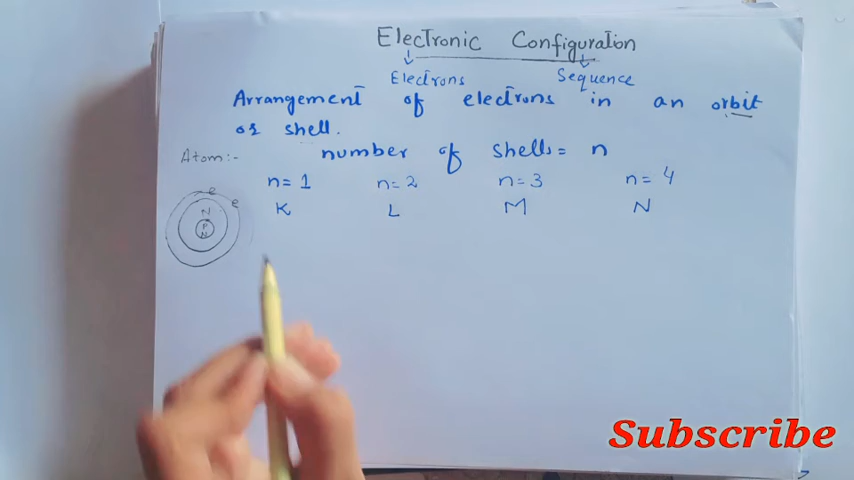 Electronic Configuration
Electrons Sequence
Arrangement of electrons in an orbit
or shell.
Atom:- number of shells= n
n= 1 n= 2 n= 3 n= 4
K L M N
e
e
N
P
N
Subscribe